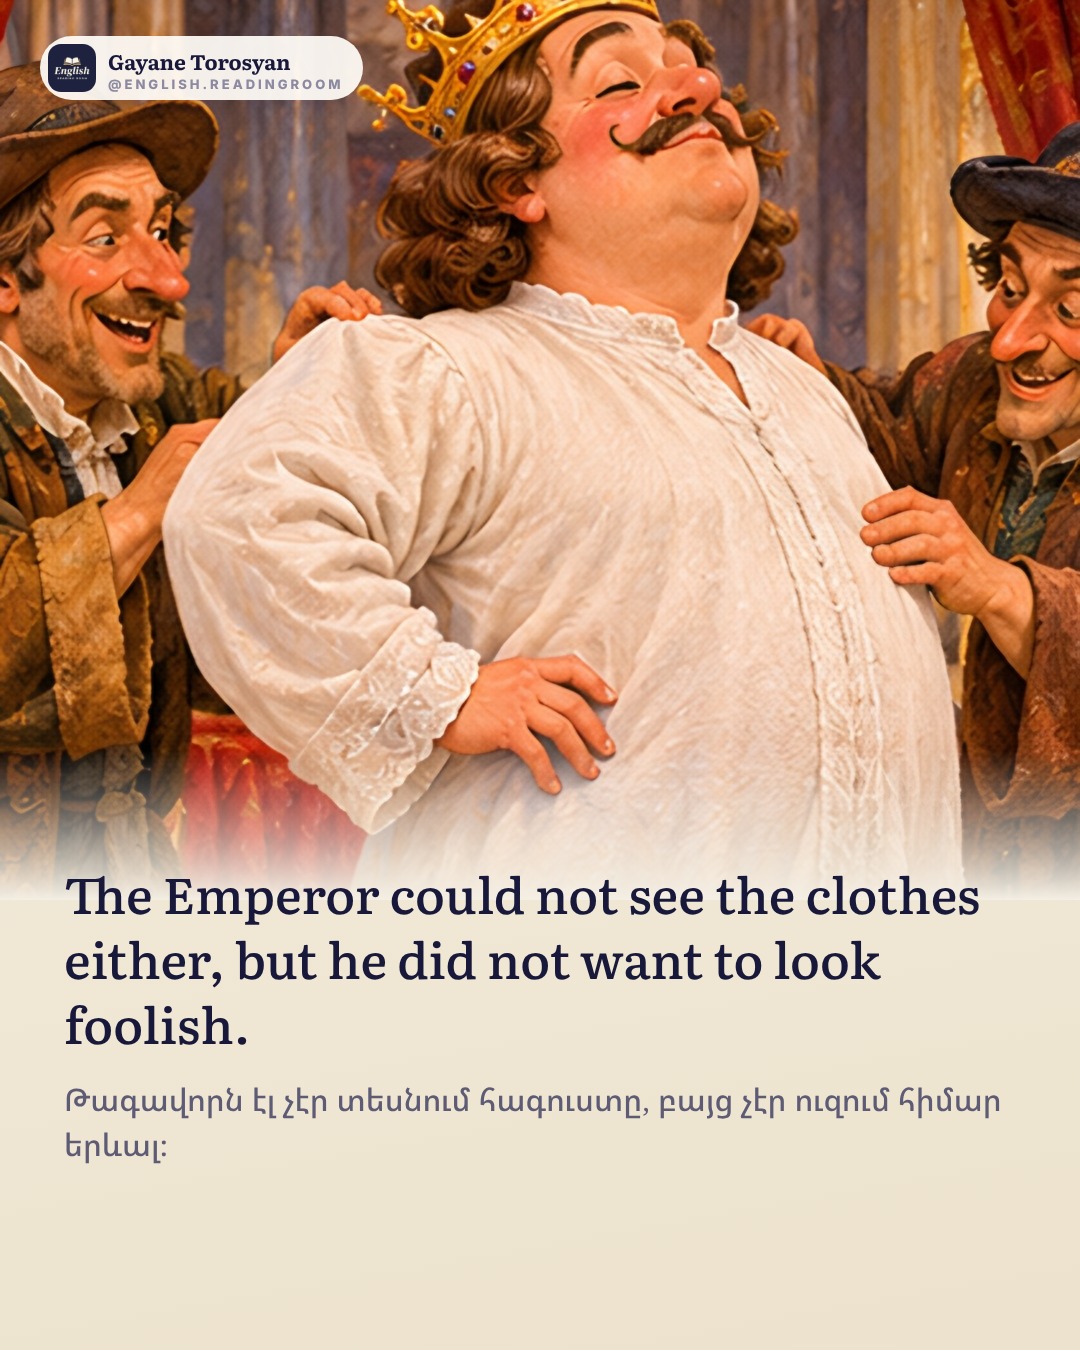 English
Gayane Torosyan
@ENGLISH.READINGROOM
The Emperor could not see the clothes
either, but he did not want to look
foolish.
Թագավորն էլ չէր տեսնում հագուստը, բայց չէր ուզում հիմար
երևալ: